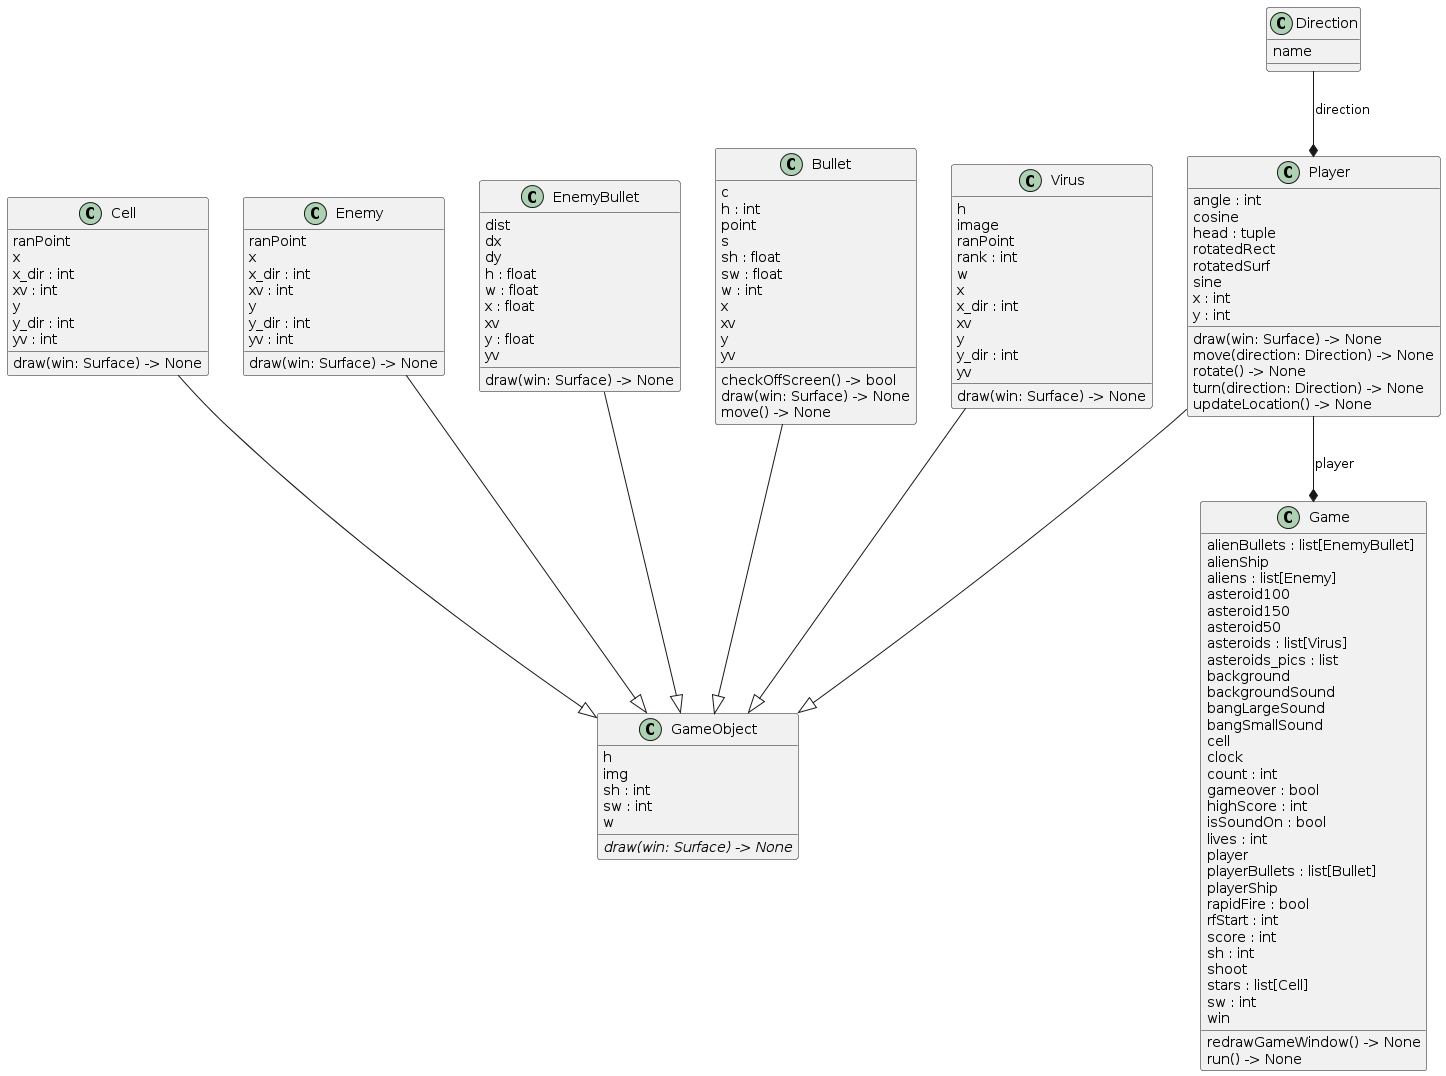 C Direction
name
direction
C Cell
ranPoint
x
x_dir : int
xv : int
y
y_dir : int
yv : int
draw(win: Surface) -> None
C Enemy
ranPoint
x
x_dir : int
xv : int
y
y_dir : int
yv : int
draw(win: Surface) -> None
C EnemyBullet
dist
dx
dy
h : float
w : float
x : float
xv
y : float
yv
draw(win: Surface) -> None
C Bullet
c
h : int
point
s
sh : float
sw : float
w : int
x
xv
y
yv
checkOffScreen() -> bool
draw(win: Surface) -> None
move() -> None
C Virus
h
image
ranPoint
rank : int
w
x
x_dir : int
xv
y
y_dir : int
yv
draw(win: Surface) -> None
C Player
angle : int
cosine
head : tuple
rotatedRect
rotatedSurf
sine
x : int
y : int
draw(win: Surface) -> None
move(direction: Direction) -> None
rotate() -> None
turn(direction: Direction) -> None
updateLocation() -> None
player
C GameObject
h
img
sh : int
sw : int
w
draw(win: Surface) -> None
C Game
alienBullets : list[EnemyBullet]
alienShip
aliens : list[Enemy]
asteroid100
asteroid150
asteroid50
asteroids : list[Virus]
asteroids_pics : list
background
backgroundSound
bangLargeSound
bangSmallSound
cell
clock
count : int
gameover : bool
highScore : int
isSoundOn : bool
lives : int
player
playerBullets : list[Bullet]
playerShip
rapidFire : bool
rfStart : int
score : int
sh : int
shoot
stars : list[Cell]
sw : int
win
redrawGameWindow() -> None
run() -> None